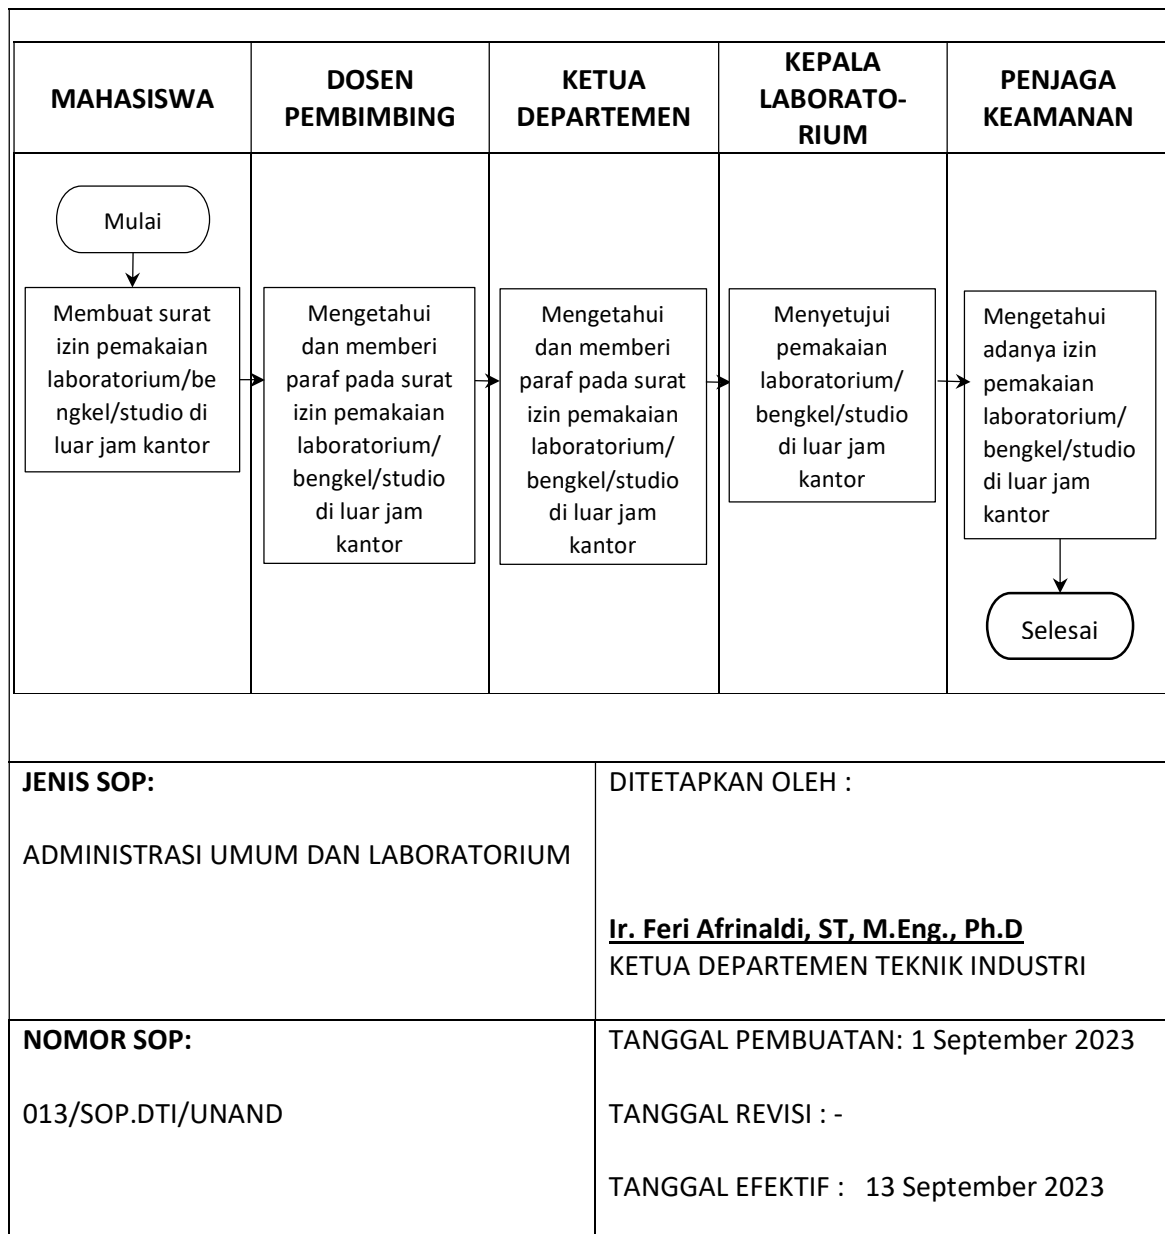 MAHASISWA
DOSEN
PEMBIMBING
KETUA
DEPARTEMEN
KEPALA
LABORATO-
RIUM
PENJAGA
KEAMANAN
Mulai
Membuat surat
izin pemakaian
laboratorium/be
ngkel/studio di
luar jam kantor
Mengetahui
dan memberi
paraf pada surat
izin pemakaian
laboratorium/
bengkel/studio
di luar jam
kantor
Mengetahui
dan memberi
paraf pada surat
izin pemakaian
laboratorium/
bengkel/studio
di luar jam
kantor
Menyetujui
pemakaian
laboratorium/
bengkel/studio
di luar jam
kantor
Mengetahui
adanya izin
pemakaian
laboratorium/
bengkel/studio
di luar jam
kantor
Selesai
JENIS SOP:
ADMINISTRASI UMUM DAN LABORATORIUM
DITETAPKAN OLEH :
Ir. Feri Afrinaldi, ST, M.Eng., Ph.D
KETUA DEPARTEMEN TEKNIK INDUSTRI
NOMOR SOP:
013/SOP.DTI/UNAND
TANGGAL PEMBUATAN: 1 September 2023
TANGGAL REVISI : -
TANGGAL EFEKTIF :   13 September 2023